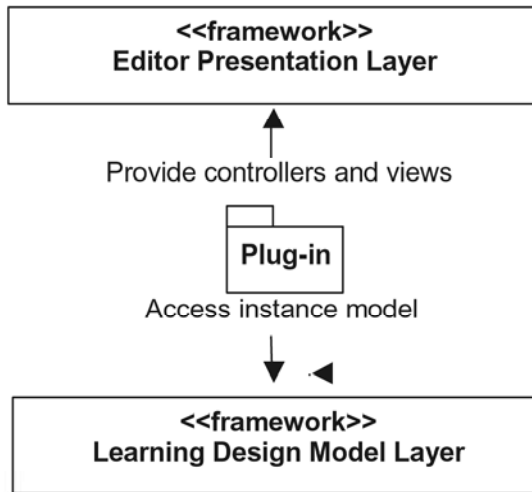 <<framework>>
Editor Presentation Layer
Provide controllers and views
Plug-in
Access instance model
<<framework>>
Learning Design Model Layer